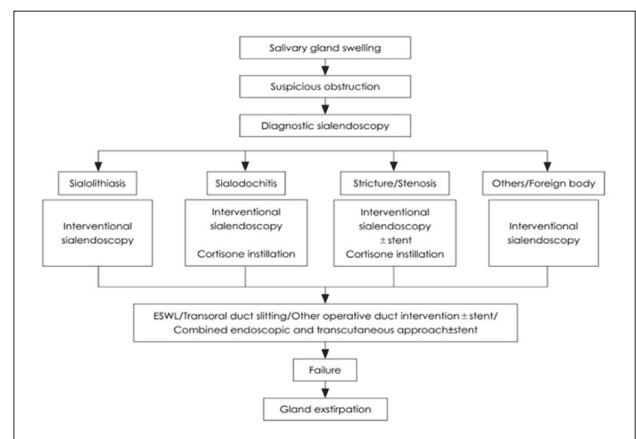 Salivary gland swelling
Suspicious obstruction
Diagnostic sialendoscopy
Sialolithiasis
Interventional
sialendoscopy
Sialodochitis
Interventional
sialendoscopy
Cortisone instillation
Stricture/Stenosis
Interventional
sialendoscopy
±stent
Cortisone instillation
Others/Foreign body
Interventional
sialendoscopy
ESWL/Transoral duct slitting/Other operative duct intervention±stent/
Combined endoscopic and transcutaneous approach±stent
Failure
Gland exstirpation